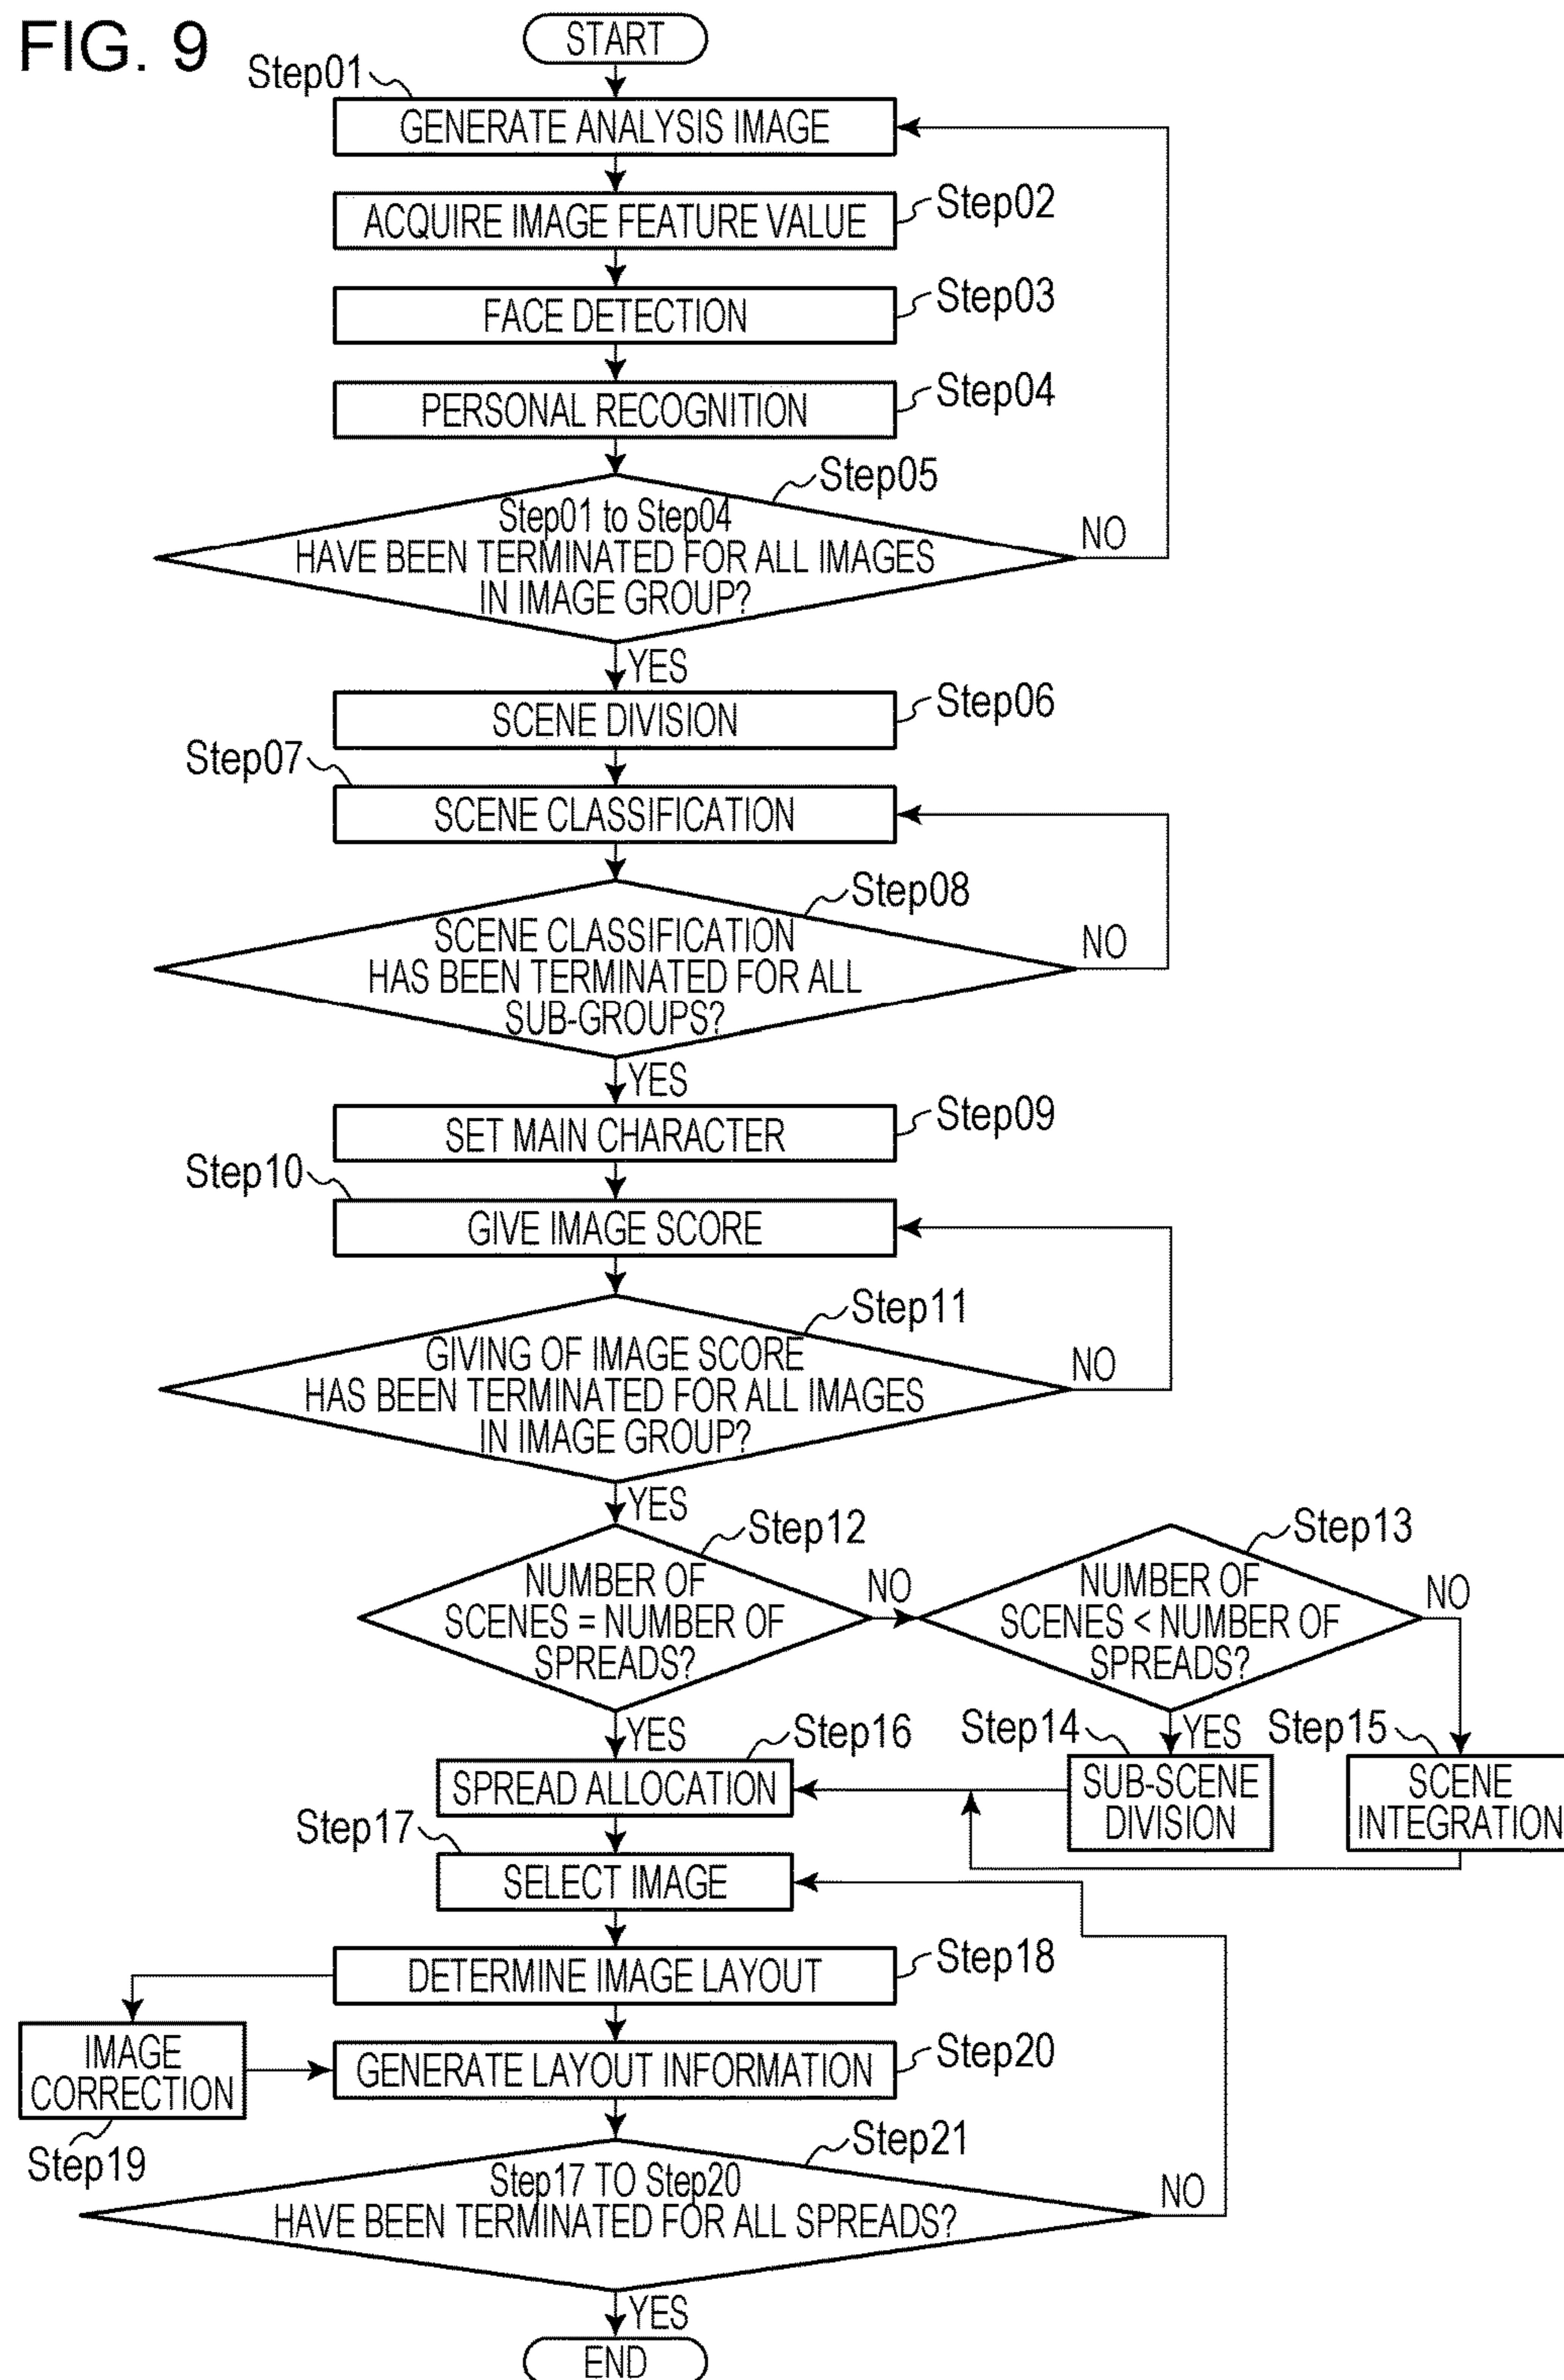 FIG. 9
START
Step01
GENERATE ANALYSIS IMAGE
ACQUIRE IMAGE FEATURE VALUE
Step02
FACE DETECTION
Step03
PERSONAL RECOGNITION
Step04
Step05
Step01 to Step04
HAVE BEEN TERMINATED FOR ALL IMAGES
IN IMAGE GROUP?
NO
YES
SCENE DIVISION
Step06
Step07
SCENE CLASSIFICATION
Step08
SCENE CLASSIFICATION
HAS BEEN TERMINATED FOR ALL
SUB-GROUPS?
NO
YES
SET MAIN CHARACTER
Step09
Step10
GIVE IMAGE SCORE
Step11
GIVING OF IMAGE SCORE
HAS BEEN TERMINATED FOR ALL IMAGES
IN IMAGE GROUP?
NO
YES
Step12
NUMBER OF
SCENES = NUMBER OF
SPREADS?
NO
Step13
NUMBER OF
SCENES < NUMBER OF
SPREADS?
NO
YES
Step16
SPREAD ALLOCATION
Step14
YES
SUB-SCENE
DIVISION
Step15
SCENE
INTEGRATION
Step17
SELECT IMAGE
DETERMINE IMAGE LAYOUT
Step18
IMAGE
CORRECTION
Step19
GENERATE LAYOUT INFORMATION
Step20
Step21
Step17 TO Step20
HAVE BEEN TERMINATED FOR ALL SPREADS?
NO
YES
END